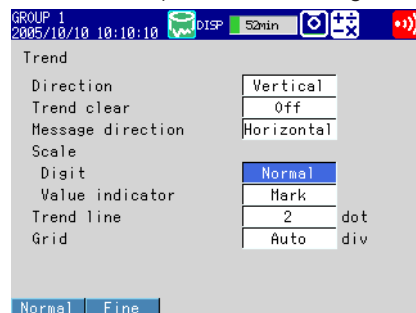 GROUP 1
2005/10/10 10:10:10 DISP 52min
Trend
Direction Vertical
Trend clear Off
Message direction Horizontal
Scale
Digit Normal
Value indicator Mark
Trend line 2 dot
Grid Auto div
Normal Fine